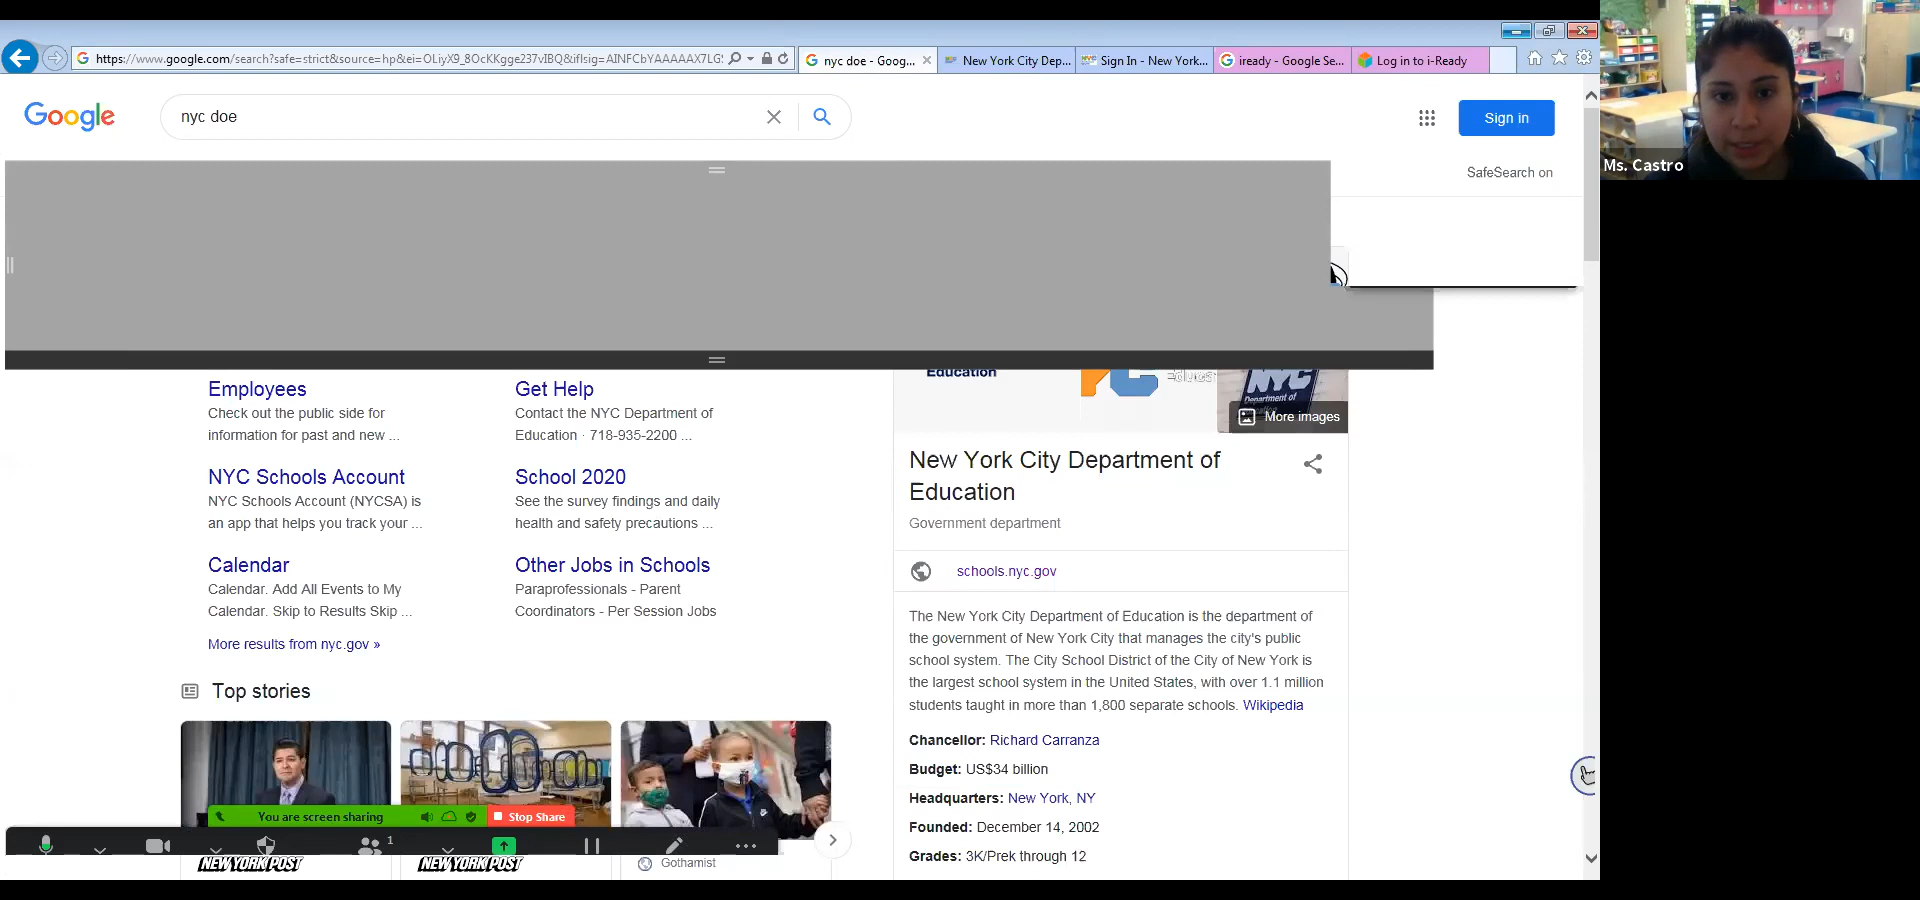 https://www.google.com/search?safe=strict&source=hp&ei=OLiyX9_8OcKKgge237vIBQ&iflsig=AINFCbYAAAAAX7LG
nyc doe - Goog...
New York City Dep...
Sign In - New York...
iready - Google Se...
Log in to i-Ready
Google
nyc doe
Sign in
Ms. Castro
SafeSearch on
Education
NYC
Department of
More images
Employees
Check out the public side for
information for past and new ...
Get Help
Contact the NYC Department of
Education · 718-935-2200 ...
NYC Schools Account
NYC Schools Account (NYCSA) is
an app that helps you track your ...
School 2020
See the survey findings and daily
health and safety precautions ...
Calendar
Calendar. Add All Events to My
Calendar. Skip to Results Skip ...
Other Jobs in Schools
Paraprofessionals - Parent
Coordinators - Per Session Jobs
More results from nyc.gov »
Top stories
You are screen sharing
Stop Share
1
NEW YORK POST
NEW YORK POST
Gothamist
New York City Department of
Education
Government department
schools.nyc.gov
The New York City Department of Education is the department of
the government of New York City that manages the city's public
school system. The City School District of the City of New York is
the largest school system in the United States, with over 1.1 million
students taught in more than 1,800 separate schools. Wikipedia
Chancellor: Richard Carranza
Budget: US$34 billion
Headquarters: New York, NY
Founded: December 14, 2002
Grades: 3K/Prek through 12